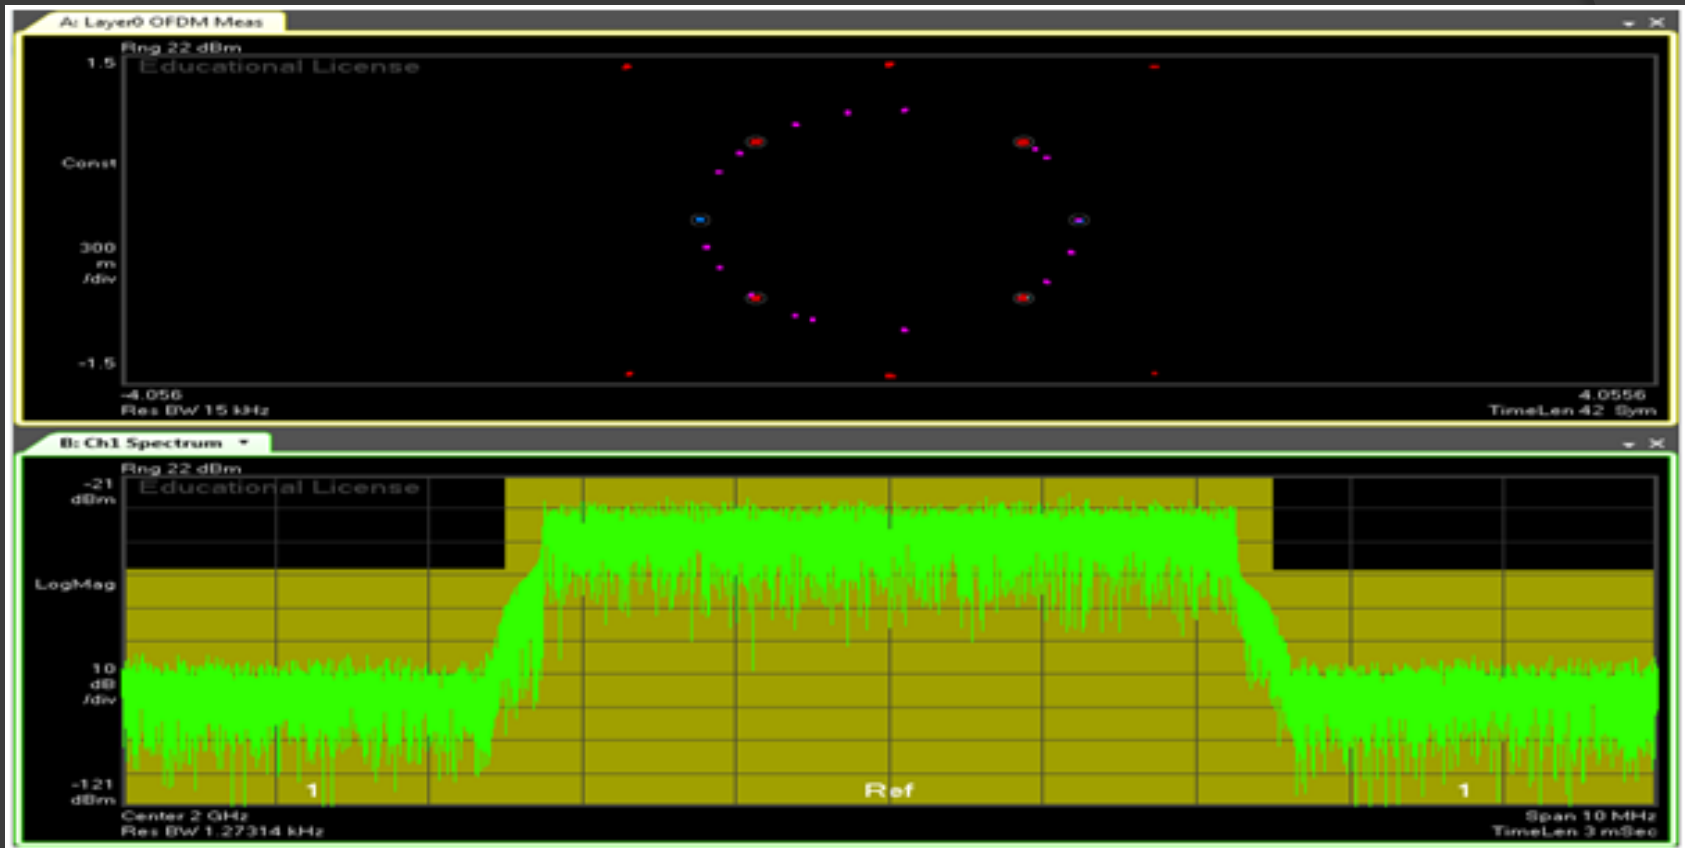 A: Layer0 OFDM Meas
Rng 22 dBm
1.5
Educational License
Const
300
m
/div
-1.5
-4.056
4.0556
Res BW 15 kHz
TimeLen 42 Sym
B: Ch1 Spectrum
Rng 22 dBm
-21
dBm
Educational License
LogMag
10
dB
/div
-121
dBm
1
Ref
1
Center 2 GHz
Span 10 MHz
Res BW 1.27314 kHz
TimeLen 3 mSec